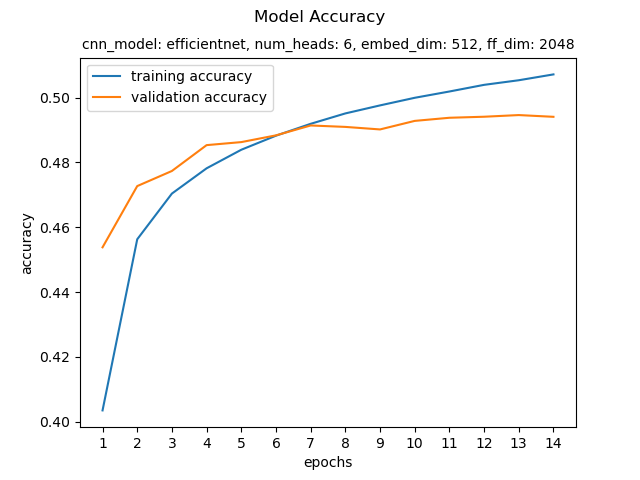 Model Accuracy
cnn_model: efficientnet, num_heads: 6, embed_dim: 512, ff_dim: 2048
training accuracy
validation accuracy
0.50
0.48
0.46
0.44
0.42
0.40
accuracy
1 2 3 4 5 6 7 8 9 10 11 12 13 14
epochs